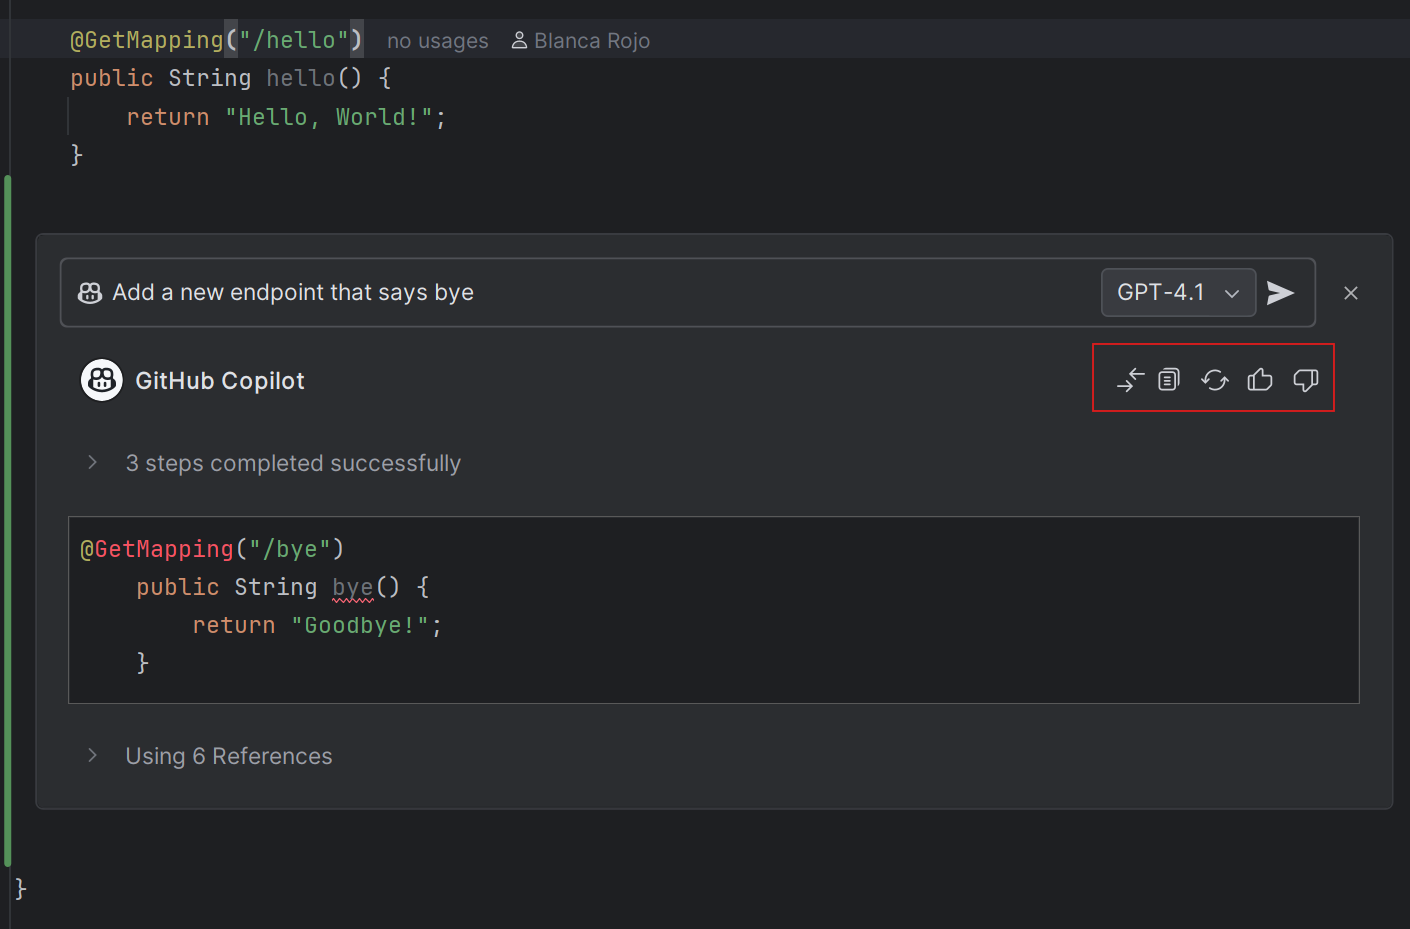 @GetMapping("/hello") no usages Blanca Rojo
public String hello() {
return "Hello, World!";
}
Add a new endpoint that says bye GPT-4.1
GitHub Copilot
3 steps completed successfully
@GetMapping("/bye")
public String bye() {
return "Goodbye!";
}
Using 6 References
}